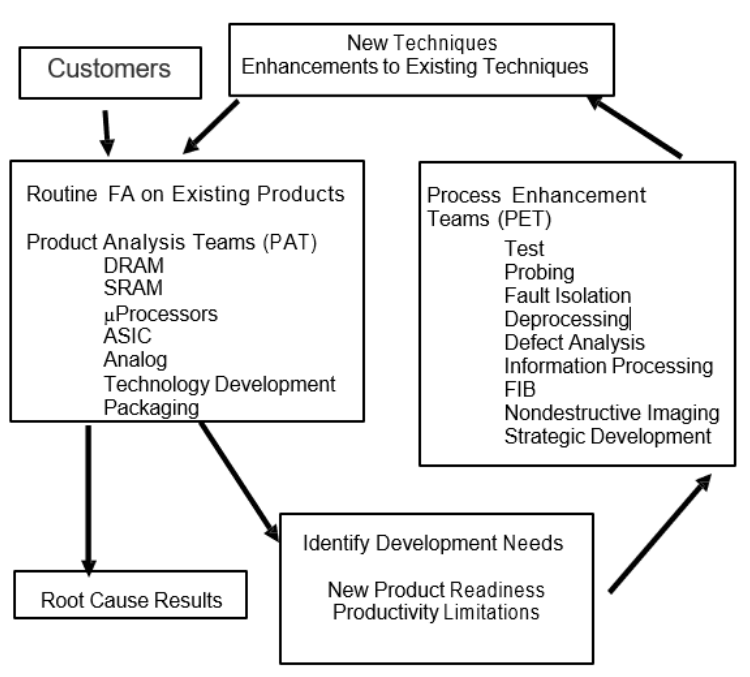 Customers
New Techniques
Enhancements to Existing Techniques
Routine FA on Existing Products
Product Analysis Teams (PAT)
DRAM
SRAM
μProcessors
ASIC
Analog
Technology Development
Packaging
Process Enhancement
Teams (PET)
Test
Probing
Fault Isolation
Deprocessing
Defect Analysis
Information Processing
FIB
Nondestructive Imaging
Strategic Development
Root Cause Results
Identify Development Needs
New Product Readiness
Productivity Limitations